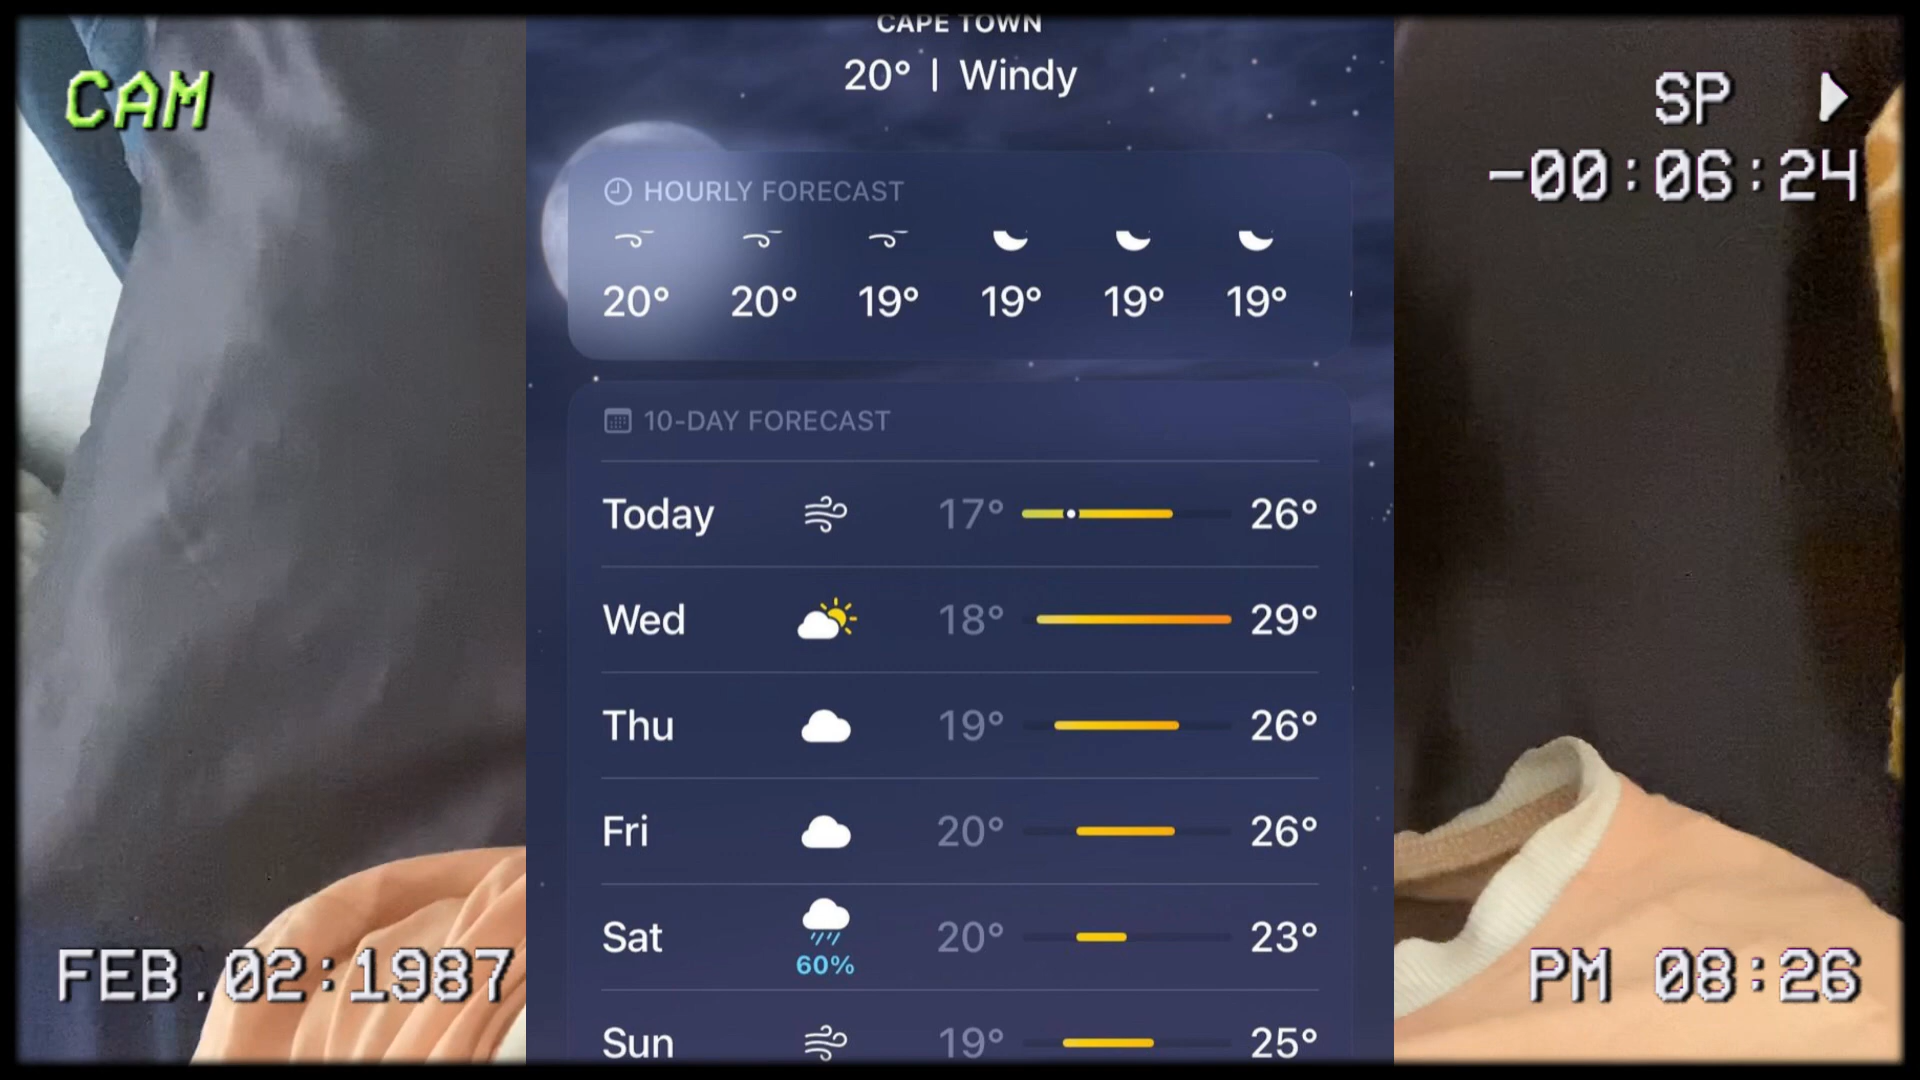 CAM
SP
-00:06:24
CAPE TOWN
20° | Windy
HOURLY FORECAST
20° 20° 19° 19° 19° 19°
10-DAY FORECAST
Today 17° 26°
Wed 18° 29°
Thu 19° 26°
Fri 20° 26°
Sat 60% 20° 23°
Sun 19° 25°
FEB.02:1987
PM 08:26